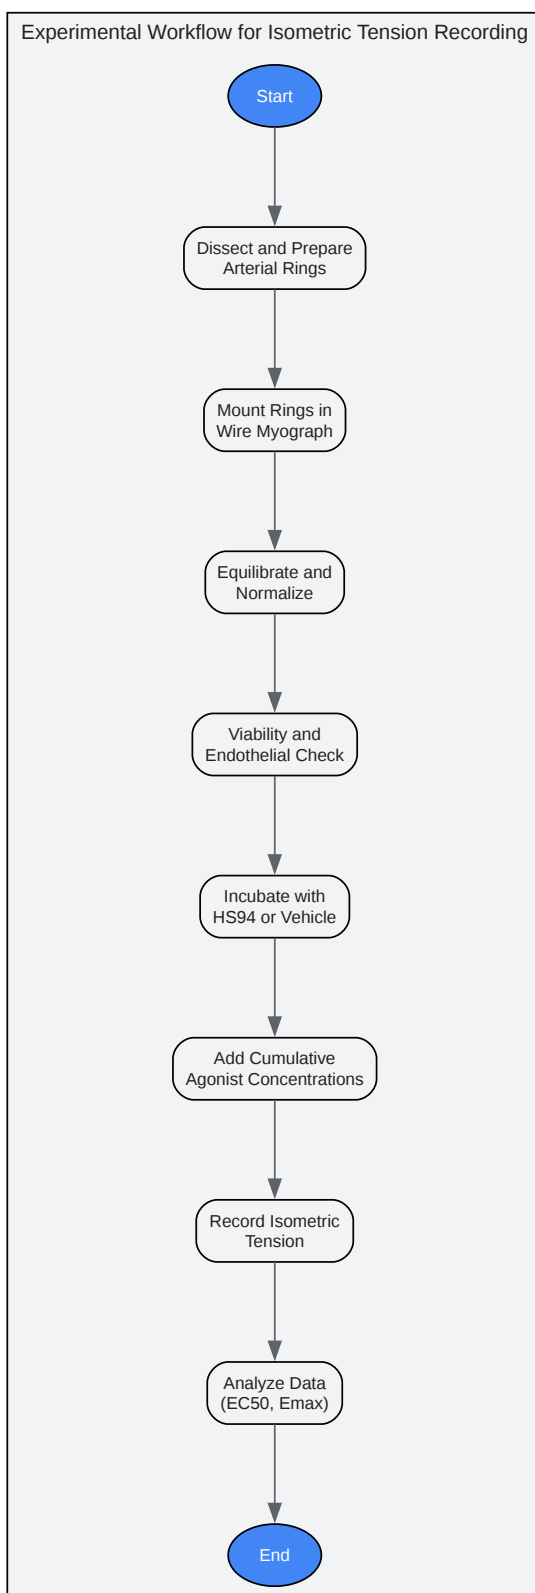 Experimental Workflow for Isometric Tension Recording
Start
Dissect and Prepare
Arterial Rings
Mount Rings in
Wire Myograph
Equilibrate and
Normalize
Viability and
Endothelial Check
Incubate with
HS94 or Vehicle
Add Cumulative
Agonist Concentrations
Record Isometric
Tension
Analyze Data
(EC50, Emax)
End